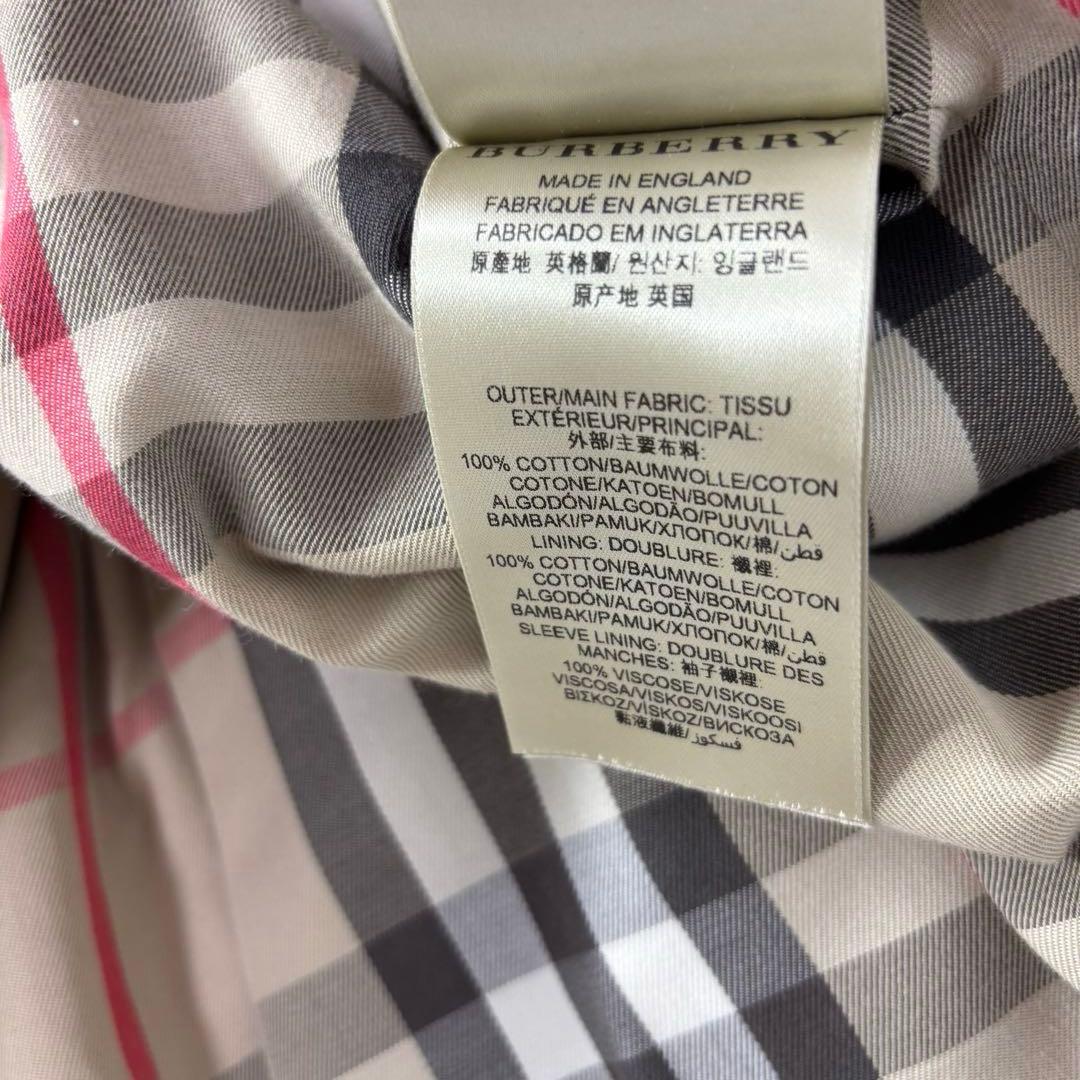 BURBERRY
MADE IN ENGLAND
FABRIQUÉ EN ANGLETERRE
FABRICADO EM INGLATERRA
原產地 英格蘭/ 원산지: 잉글랜드
原产地 英国
OUTER/MAIN FABRIC: TISSU
EXTÉRIEUR/PRINCIPAL:
外部/主要布料:
100% COTTON/BAUMWOLLE/COTON
COTONE/KATOEN/BOMULL
ALGODÓN/ALGODÃO/PUUVILLA
BAMBAKI/PAMUK/ХЛОПОК/棉/قطن
LINING: DOUBLURE: 襯裡:
100% COTTON/BAUMWOLLE/COTON
COTONE/KATOEN/BOMULL
ALGODÓN/ALGODÃO/PUUVILLA
BAMBAKI/PAMUK/ХЛОПОК/棉/قطن
SLEEVE LINING: DOUBLURE DES
MANCHES: 袖子襯裡:
100% VISCOSE/VISKOSE
VISCOSA/VISKOS/VISKOOSI
ΒΙΣΚΟΖ/VİSKOZ/ВИСКОЗА
黏液纖維/فسكوز